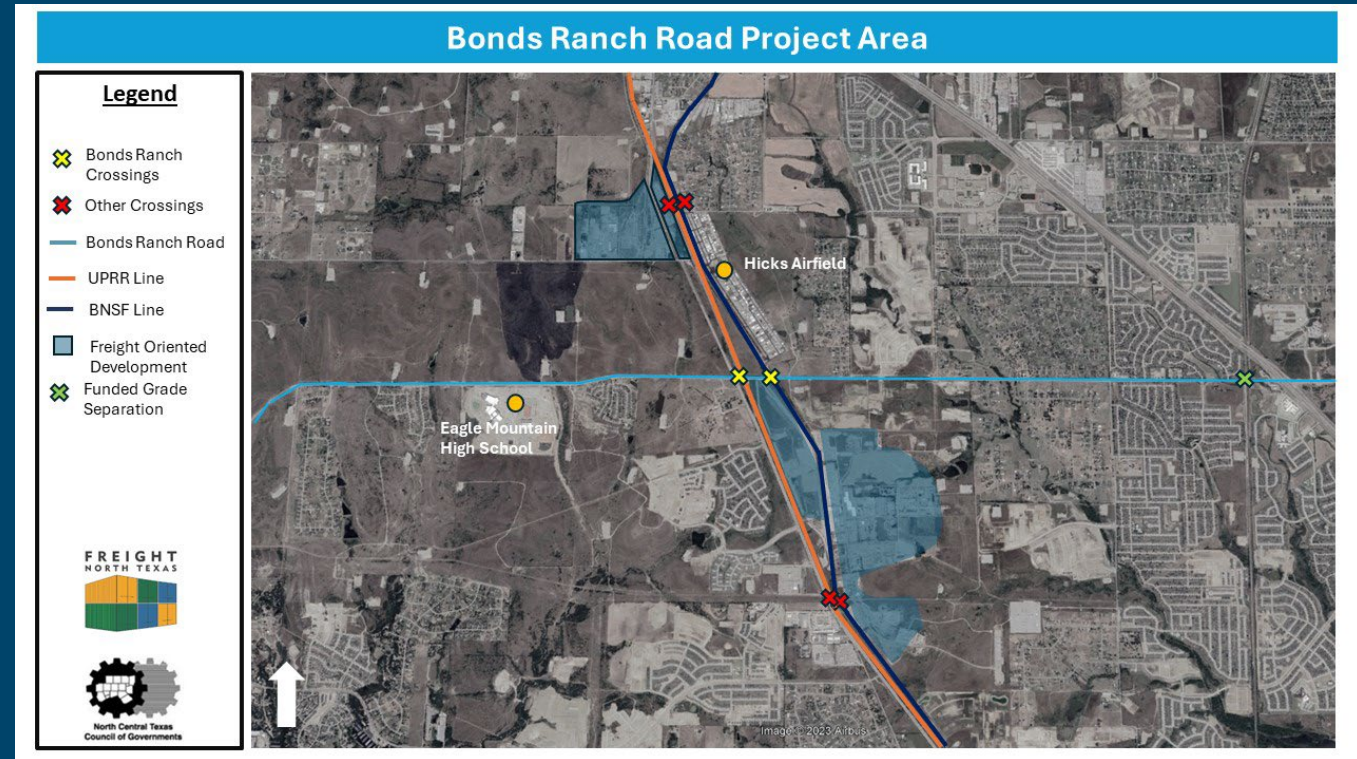 Bonds Ranch Road Project Area
Legend
Bonds Ranch
Crossings
Other Crossings
Bonds Ranch Road
UPRR Line
BNSF Line
Freight Oriented
Development
Funded Grade
Separation
FREIGHT
NORTH TEXAS
North Central Texas
Council of Governments
Hicks Airfield
Eagle Mountain
High School
Image © 2023 Airbus